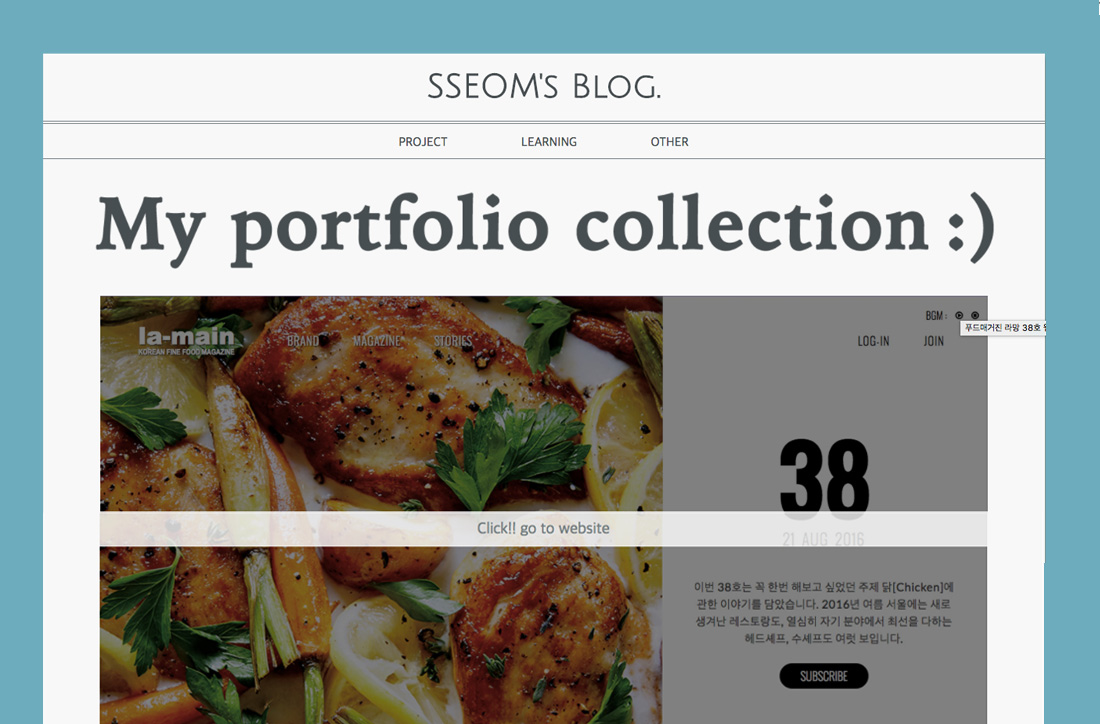 SSEOM's Blog.
PROJECT LEARNING OTHER
My portfolio collection :)
BGM :
푸드매거진 라망 38호
la-main
KOREAN FINE FOOD MAGAZINE
BRAND MAGAZINE STORIES
LOG-IN JOIN
38
Click!! go to website
21 AUG 2016
이번 38호는 꼭 한번 해보고 싶었던 주제 닭[Chicken]에
관한 이야기를 담았습니다. 2016년 여름 서울에는 새로
생겨난 레스토랑도, 열심히 자기 분야에서 최선을 다하는
헤드셰프, 수셰프도 여럿 보입니다.
SUBSCRIBE